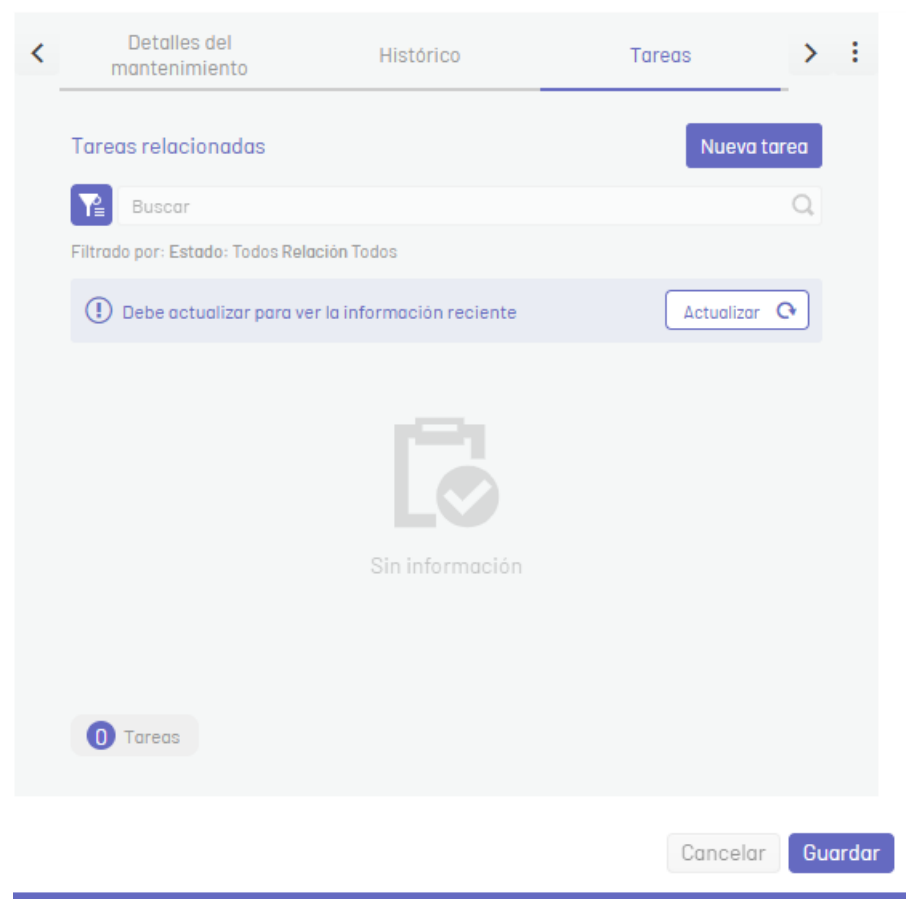 Detalles del
mantenimiento
Histórico
Tareas
Tareas relacionadas
Nueva tarea
Buscar
Filtrado por: Estado: Todos Relación Todos
Debe actualizar para ver la información reciente
Actualizar
Sin información
0 Tareas
Cancelar
Guardar